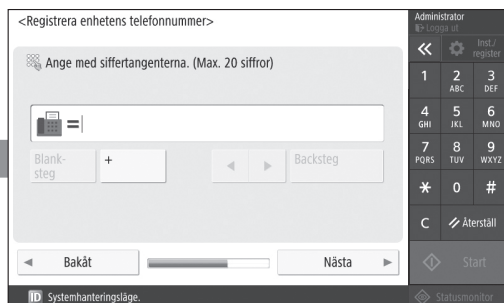 <Registrera enhetens telefonnummer>
Ange med siffertangenterna. (Max. 20 siffror)
=
Blank-
steg
+
Backsteg
Bakåt
Nästa
ID Systemhanteringsläge.
Administrator
Logga ut
Inst./
register
1
2
ABC
3
DEF
4
GHI
5
JKL
6
MNO
7
PQRS
8
TUV
9
WXYZ
*
0
#
C
Återställ
Start
Statusmonitor